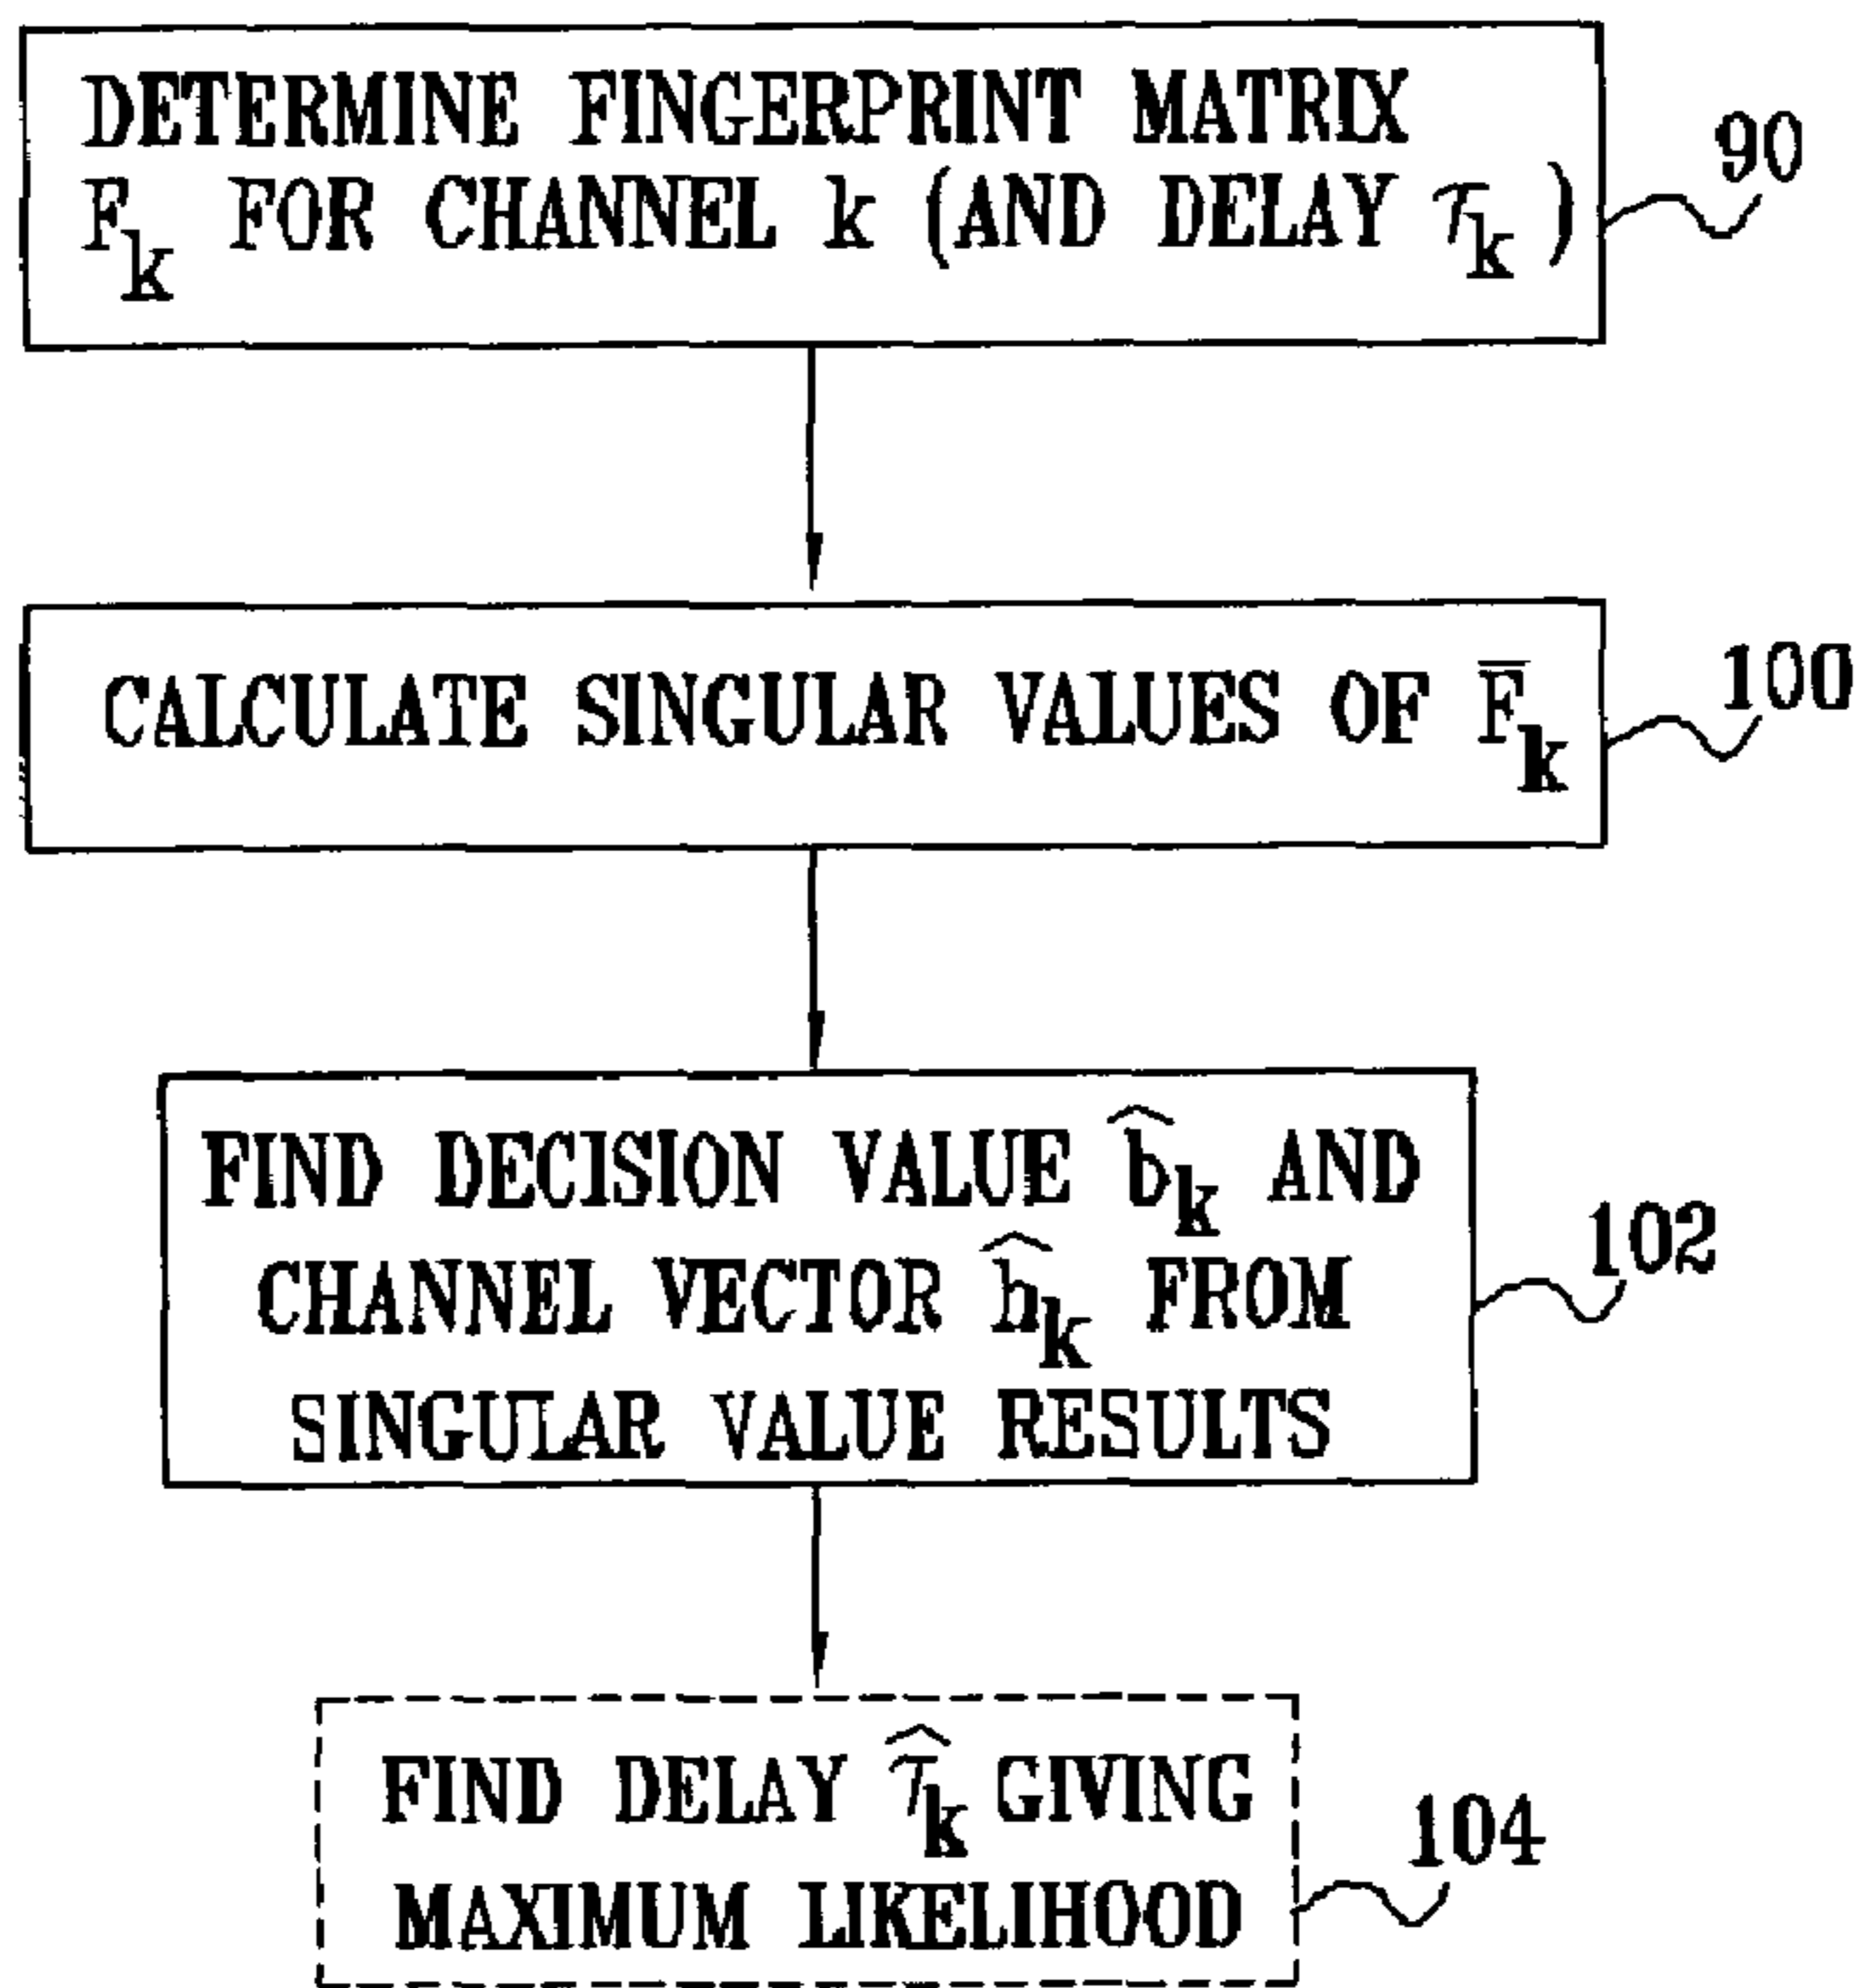 DETERMINE FINGERPRINT MATRIX
F_k FOR CHANNEL k (AND DELAY τ_k)
90
CALCULATE SINGULAR VALUES OF F̅_k
100
FIND DECISION VALUE b̂_k AND
CHANNEL VECTOR ĥ_k FROM
SINGULAR VALUE RESULTS
102
FIND DELAY τ̂_k GIVING
MAXIMUM LIKELIHOOD
104